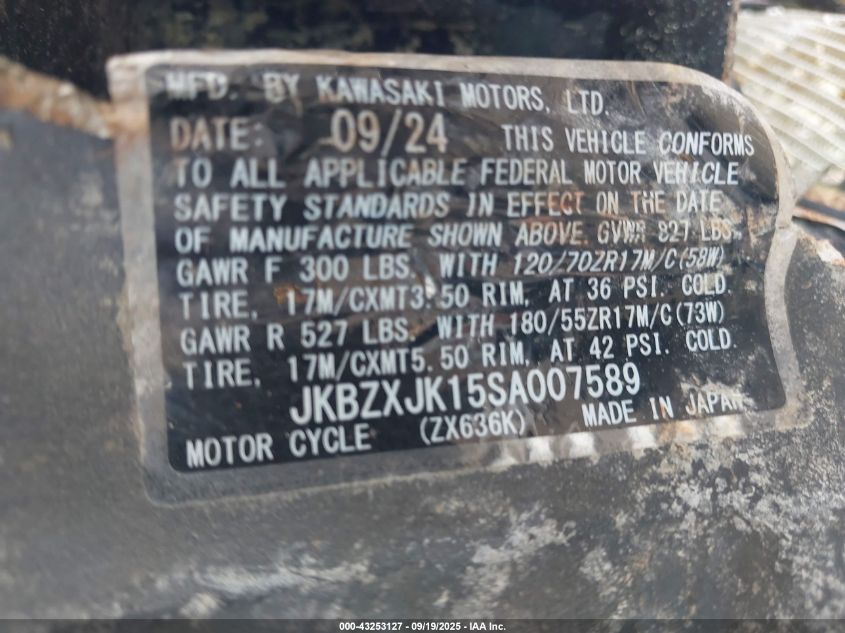 MFD. BY KAWASAKI MOTORS, LTD.
DATE: 09/24 THIS VEHICLE CONFORMS
TO ALL APPLICABLE FEDERAL MOTOR VEHICLE
SAFETY STANDARDS IN EFFECT ON THE DATE
OF MANUFACTURE SHOWN ABOVE. GVWR 827 LBS.
GAWR F 300 LBS. WITH 120/70ZR17M/C(58W)
TIRE, 17M/CXMT3.50 RIM, AT 36 PSI. COLD.
GAWR R 527 LBS. WITH 180/55ZR17M/C(73W)
TIRE, 17M/CXMT5.50 RIM, AT 42 PSI. COLD.
JKBZXJK15SA007589
MOTOR CYCLE (ZX636K) MADE IN JAPAN
000-43253127 - 09/19/2025 - IAA Inc.